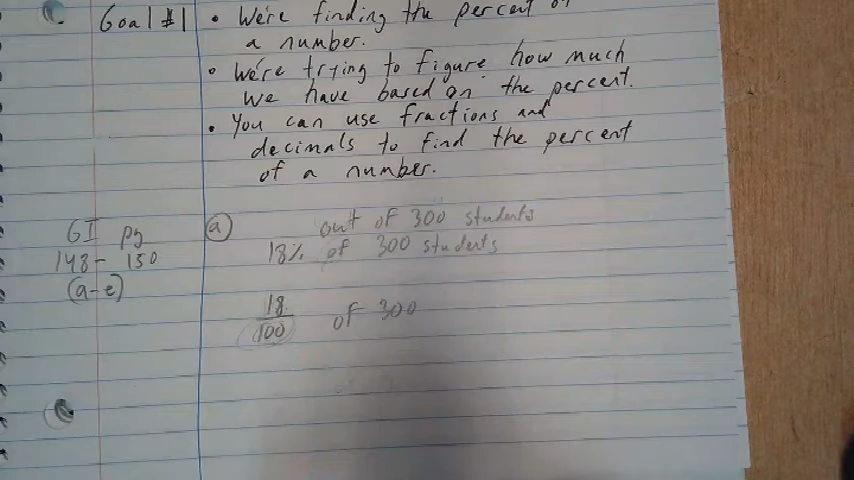 Goal #1 • We're finding the percent of
a number.
• We're trying to figure how much
we have based on the percent.
• You can use fractions and
decimals to find the percent
of a number.
GI pg
148- 150
(a-e)
a
out of 300 students
18% of 300 students
18/100 of 300